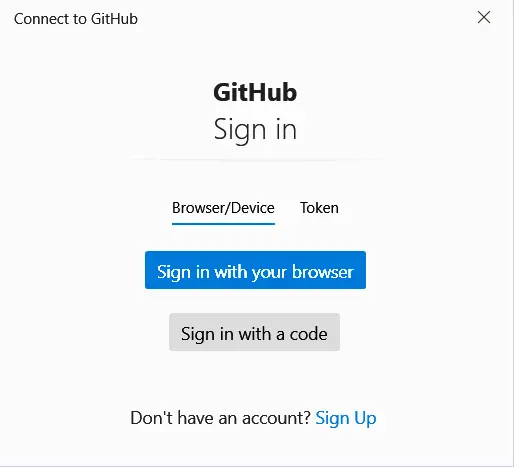 Connect to GitHub
GitHub
Sign in
Browser/Device Token
Sign in with your browser
Sign in with a code
Don't have an account? Sign Up